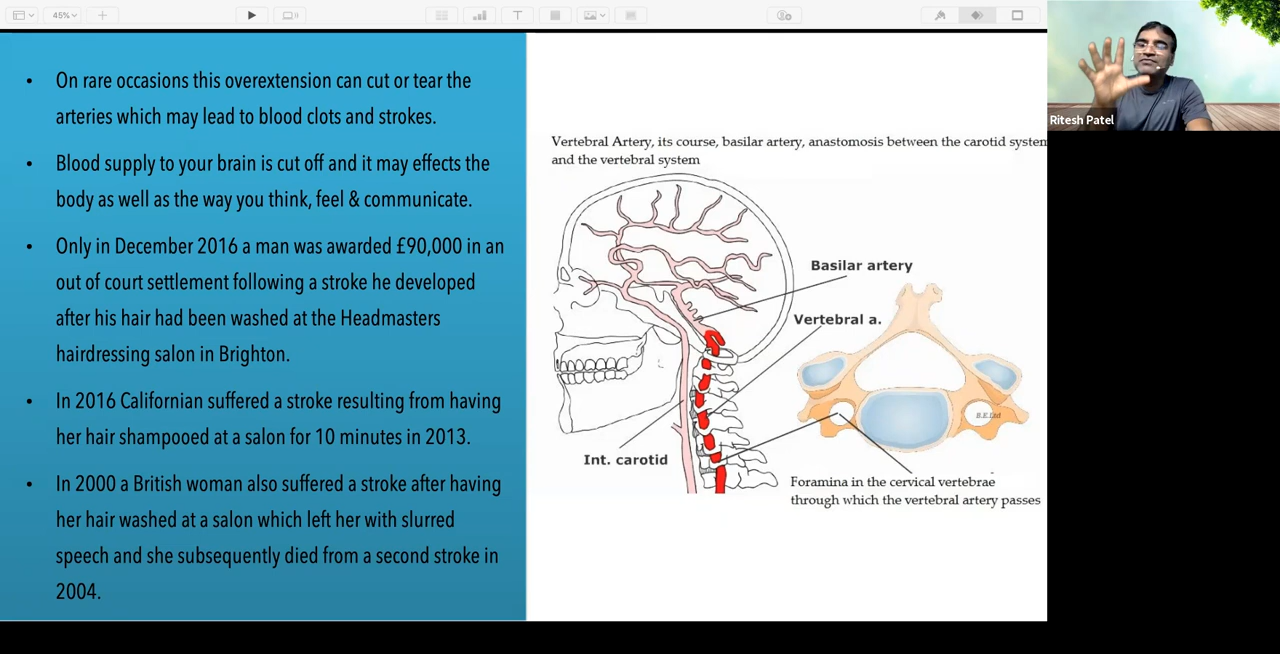 45%
• On rare occasions this overextension can cut or tear the
arteries which may lead to blood clots and strokes.
• Blood supply to your brain is cut off and it may effects the
body as well as the way you think, feel & communicate.
• Only in December 2016 a man was awarded £90,000 in an
out of court settlement following a stroke he developed
after his hair had been washed at the Headmasters
hairdressing salon in Brighton.
• In 2016 Californian suffered a stroke resulting from having
her hair shampooed at a salon for 10 minutes in 2013.
• In 2000 a British woman also suffered a stroke after having
her hair washed at a salon which left her with slurred
speech and she subsequently died from a second stroke in
2004.
Vertebral Artery, its course, basilar artery, anastomosis between the carotid system
and the vertebral system
Basilar artery
Vertebral a.
Int. carotid
Foramina in the cervical vertebrae
through which the vertebral artery passes
Ritesh Patel